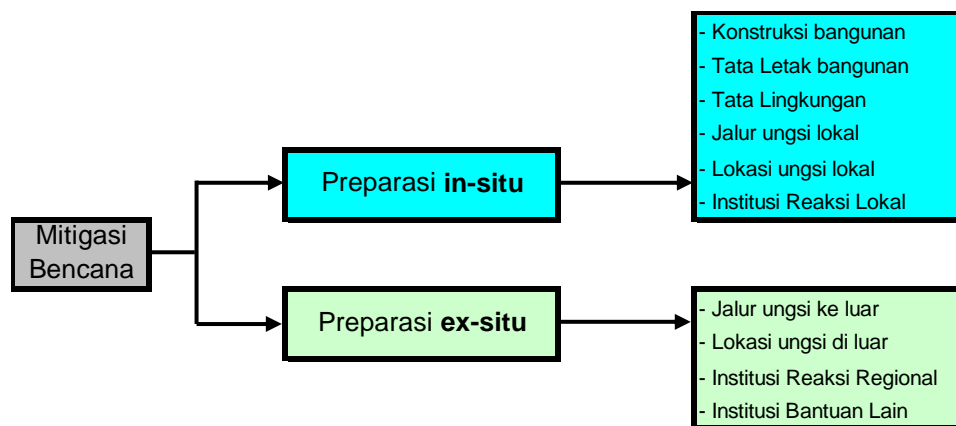 Mitigasi
Bencana
Preparasi in-situ
- Konstruksi bangunan
- Tata Letak bangunan
- Tata Lingkungan
- Jalur ungsi lokal
- Lokasi ungsi lokal
- Institusi Reaksi Lokal
Preparasi ex-situ
- Jalur ungsi ke luar
- Lokasi ungsi di luar
- Institusi Reaksi Regional
- Institusi Bantuan Lain